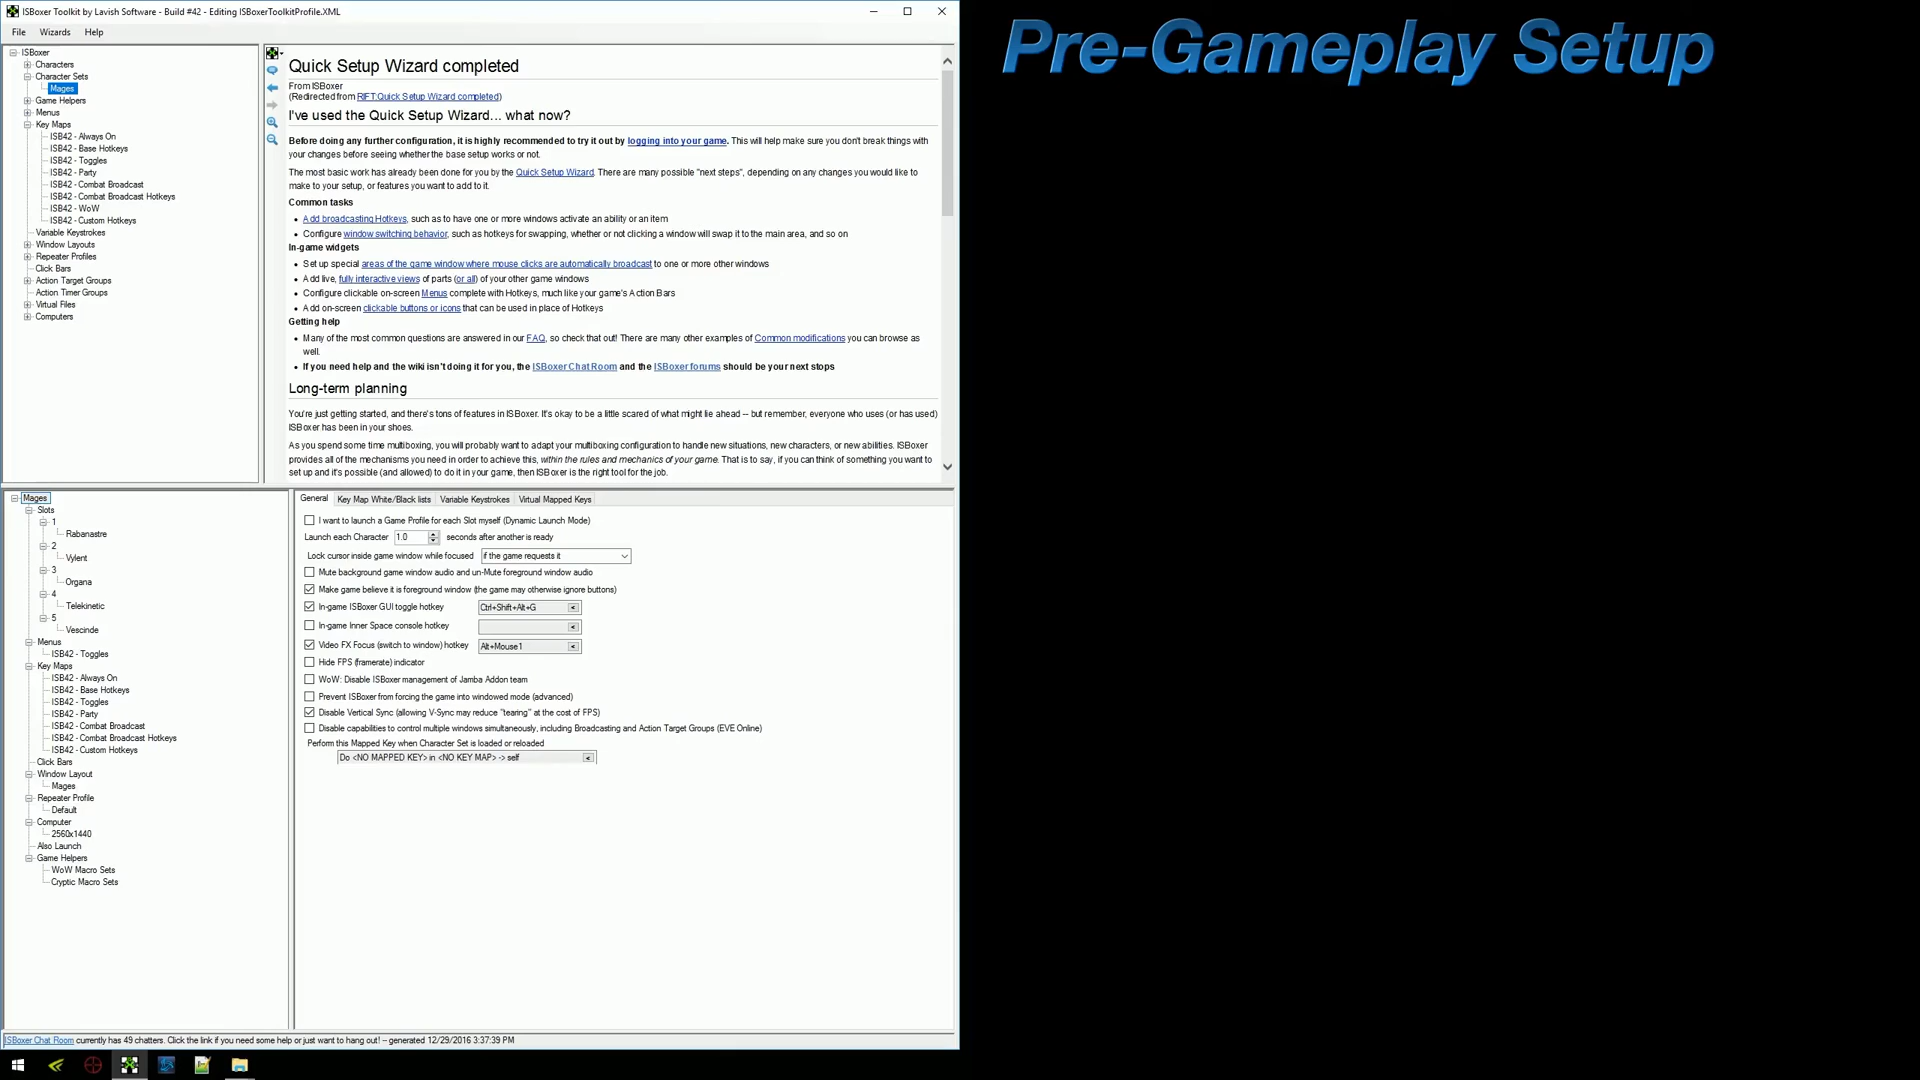 ISBoxer Toolkit by Lavish Software - Build #42 - Editing ISBoxerToolkitProfile.XML
Pre-Gameplay Setup
File Wizards Help
ISBoxer
Characters
Character Sets
Mages
Game Helpers
Menus
Key Maps
ISB42 - Always On
ISB42 - Base Hotkeys
ISB42 - Toggles
ISB42 - Party
ISB42 - Combat Broadcast
ISB42 - Combat Broadcast Hotkeys
ISB42 - WoW
ISB42 - Custom Hotkeys
Variable Keystrokes
Window Layouts
Repeater Profiles
Click Bars
Action Target Groups
Action Timer Groups
Virtual Files
Computers
Quick Setup Wizard completed
From ISBoxer
(Redirected from RIFT:Quick Setup Wizard completed)
I've used the Quick Setup Wizard... what now?
Before doing any further configuration, it is highly recommended to try it out by logging into your game. This will help make sure you don't break things with
your changes before seeing whether the base setup works or not.
The most basic work has already been done for you by the Quick Setup Wizard. There are many possible "next steps", depending on any changes you would like
to make to your setup, or features you want to add to it.
Common tasks
• Add broadcasting Hotkeys, such as to have one or more windows activate an ability or an item
• Configure window switching behavior, such as hotkeys for swapping, whether or not clicking a window will swap it to the main area, and so on
In-game widgets
• Set up special areas of the game window where mouse clicks are automatically broadcast to one or more other windows
• Add live, fully interactive views of parts (or all) of your other game windows
• Configure clickable on-screen Menus complete with Hotkeys, much like your game's Action Bars
• Add on-screen clickable buttons or icons that can be used in place of Hotkeys
Getting help
• Many of the most common questions are answered in our FAQ, so check that out! There are many other examples of Common modifications you can browse as
well.
• If you need help and the wiki isn't doing it for you, the ISBoxer Chat Room and the ISBoxer forums should be your next stops
Long-term planning
You're just getting started, and there's tons of features in ISBoxer. It's okay to be a little scared of what might lie ahead -- but remember, everyone who uses (or has used)
ISBoxer has been in your shoes.
As you spend some time multiboxing, you will probably want to adapt your multiboxing configuration to handle new situations, new characters, or new abilities. ISBoxer
provides all of the mechanisms you need in order to achieve this, within the rules and mechanics of your game. That is to say, if you can think of something you want to
set up and it's possible (and allowed) to do it in your game, then ISBoxer is the right tool for the job.
Mages
Slots
1
Rabanastre
2
Vylent
3
Organa
4
Telekinetic
5
Vescinde
Menus
ISB42 - Toggles
Key Maps
ISB42 - Always On
ISB42 - Base Hotkeys
ISB42 - Toggles
ISB42 - Party
ISB42 - Combat Broadcast
ISB42 - Combat Broadcast Hotkeys
ISB42 - Custom Hotkeys
Click Bars
Window Layout
Mages
Repeater Profile
Default
Computer
2560x1440
Also Launch
Game Helpers
WoW Macro Sets
Cryptic Macro Sets
General Key Map White/Black lists Variable Keystrokes Virtual Mapped Keys
I want to launch a Game Profile for each Slot myself (Dynamic Launch Mode)
Launch each Character 1.0 seconds after another is ready
Lock cursor inside game window while focused if the game requests it
Mute background game window audio and un-Mute foreground window audio
Make game believe it is foreground window (the game may otherwise ignore buttons)
In-game ISBoxer GUI toggle hotkey Ctrl+Shift+Alt+G <
In-game Inner Space console hotkey <
Video FX Focus (switch to window) hotkey Alt+Mouse1 <
Hide FPS (framerate) indicator
WoW: Disable ISBoxer management of Jamba Addon team
Prevent ISBoxer from forcing the game into windowed mode (advanced)
Disable Vertical Sync (allowing V-Sync may reduce "tearing" at the cost of FPS)
Disable capabilities to control multiple windows simultaneously, including Broadcasting and Action Target Groups (EVE Online)
Perform this Mapped Key when Character Set is loaded or reloaded
Do <NO MAPPED KEY> in <NO KEY MAP> -> self <
ISBoxer Chat Room currently has 49 chatters. Click the link if you need some help or just want to hang out! -- generated 12/29/2016 3:37:39 PM